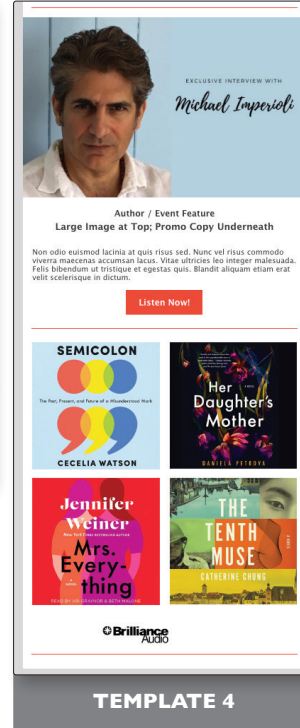 EXCLUSIVE INTERVIEW WITH
Michael Imperioli
Author / Event Feature
Large Image at Top; Promo Copy Underneath
Non odio euismod lacinia at quis risus sed. Nunc vel risus commodo
viverra maecenas accumsan lacus. Vitae ultricies leo integer malesuada.
Felis bibendum ut tristique et egestas quis. Blandit aliquam etiam erat
velit scelerisque in dictum.
Listen Now!
SEMICOLON
The Past, Present, and Future of a Misunderstood Mark
CECELIA WATSON
Her
A NOVEL
Daughter's
Mother
DANIELA PETROVA
Jennifer
Weiner
Mrs.
Every-
thing
A NOVEL
THE
TENTH
MUSE
A NOVEL
CATHERINE CHUNG
Brilliance
Audio
TEMPLATE 4